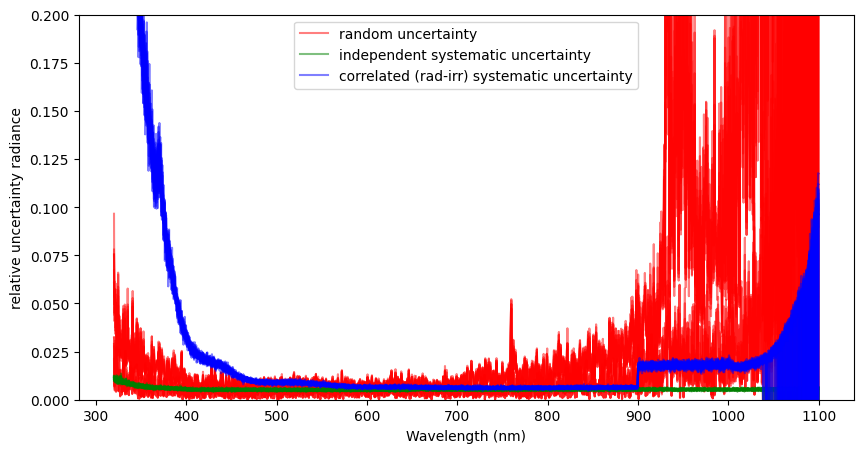 random uncertainty
independent systematic uncertainty
correlated (rad-irr) systematic uncertainty
relative uncertainty radiance
0.200
0.175
0.150
0.125
0.100
0.075
0.050
0.025
0.000
300 400 500 600 700 800 900 1000 1100
Wavelength (nm)